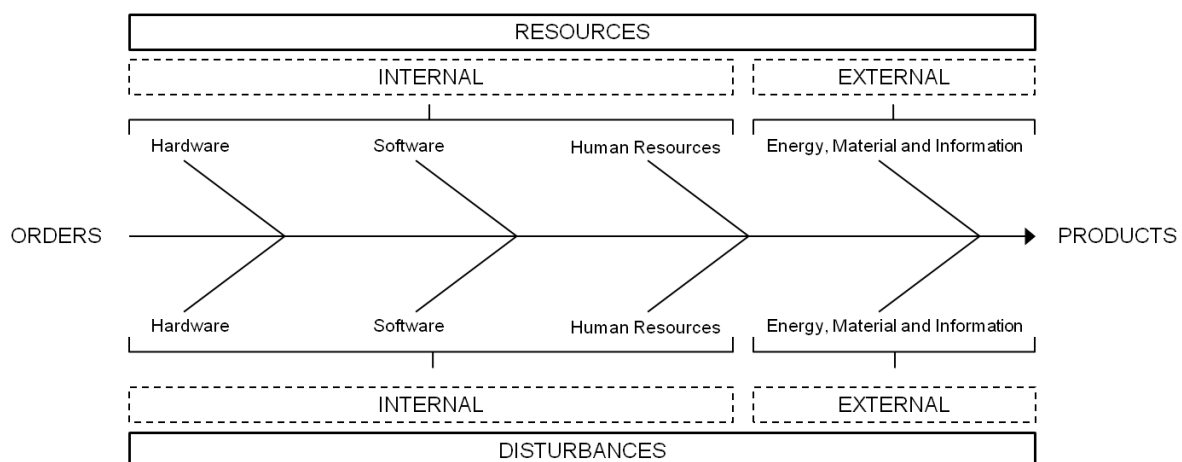 RESOURCES
INTERNAL EXTERNAL
Hardware Software Human Resources Energy, Material and Information
ORDERS PRODUCTS
Hardware Software Human Resources Energy, Material and Information
INTERNAL EXTERNAL
DISTURBANCES